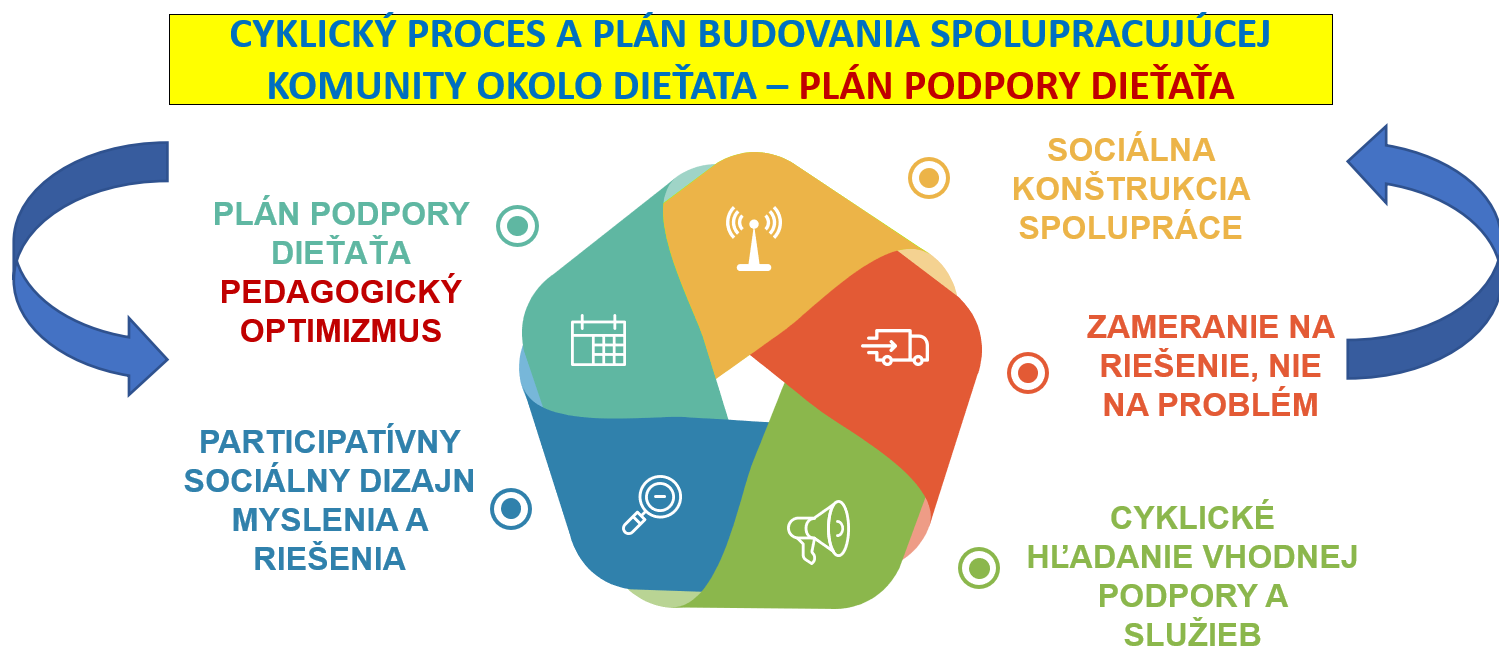 CYKLICKÝ PROCES A PLÁN BUDOVANIA SPOLUPRACUJÚCEJ
KOMUNITY OKOLO DIEŤATA – PLÁN PODPORY DIEŤAŤA
PLÁN PODPORY
DIEŤAŤA
PEDAGOGICKÝ
OPTIMIZMUS
SOCIÁLNA
KONŠTRUKCIA
SPOLUPRÁCE
ZAMERANIE NA
RIEŠENIE, NIE
NA PROBLÉM
PARTICIPATÍVNY
SOCIÁLNY DIZAJN
MYSLENIA A
RIEŠENIA
CYKLICKÉ
HĽADANIE VHODNEJ
PODPORY A
SLUŽIEB